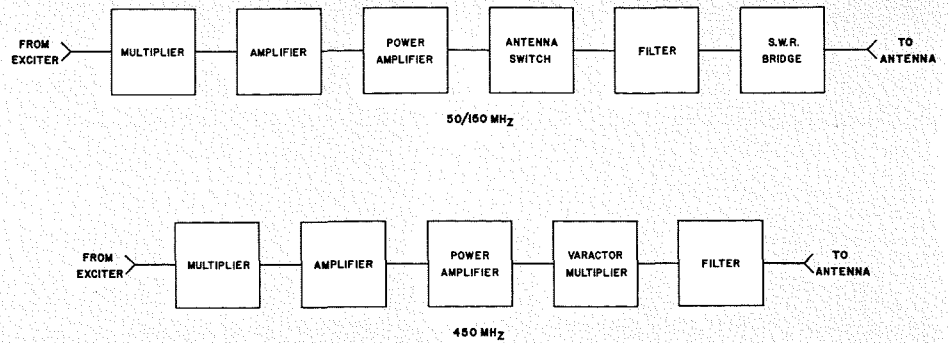 FROM EXCITER
MULTIPLIER
AMPLIFIER
POWER AMPLIFIER
ANTENNA SWITCH
FILTER
S.W.R. BRIDGE
TO ANTENNA
50/150 MHZ
FROM EXCITER
MULTIPLIER
AMPLIFIER
POWER AMPLIFIER
VARACTOR MULTIPLIER
FILTER
TO ANTENNA
450 MHZ